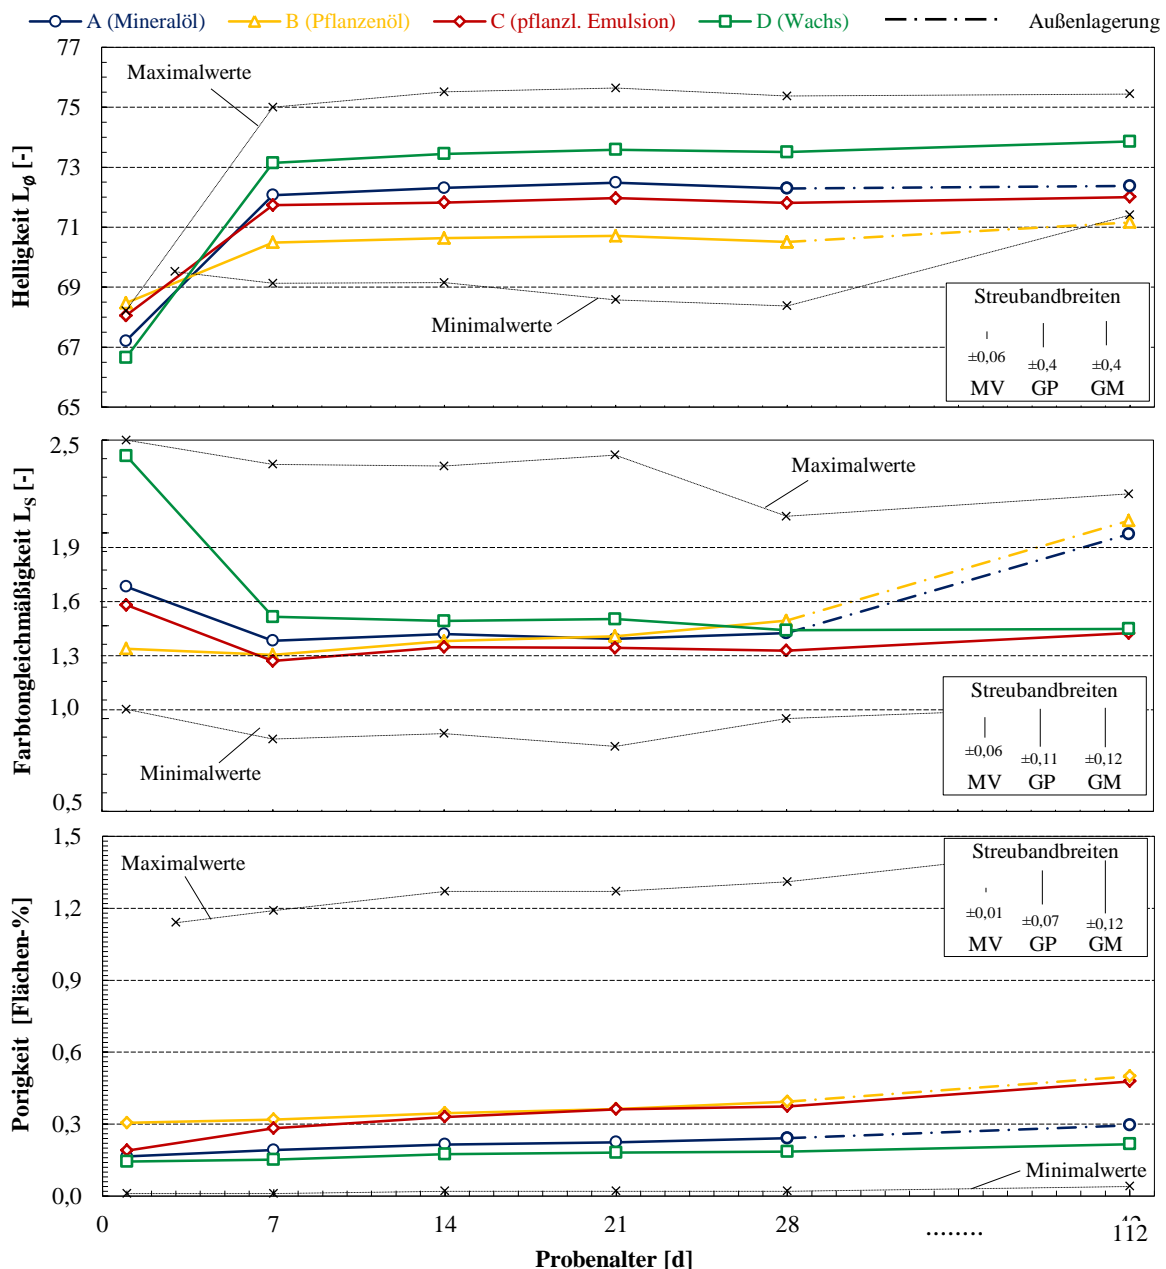 A (Mineralöl) B (Pflanzenöl) C (pflanzl. Emulsion) D (Wachs) Außenlagerung
Helligkeit Lø [-]
77
75
73
71
69
67
65
Maximalwerte
Minimalwerte
Streubandbreiten
±0,06 ±0,4 ±0,4
MV GP GM
Farbtongleichmäßigkeit LS [-]
2,5
1,9
1,6
1,3
1,0
0,5
Maximalwerte
Minimalwerte
Streubandbreiten
±0,06 ±0,11 ±0,12
MV GP GM
Porigkeit [Flächen-%]
1,5
1,2
0,9
0,6
0,3
0,0
Maximalwerte
Minimalwerte
Streubandbreiten
±0,01 ±0,07 ±0,12
MV GP GM
0 7 14 21 28 ........ 112
Probenalter [d]